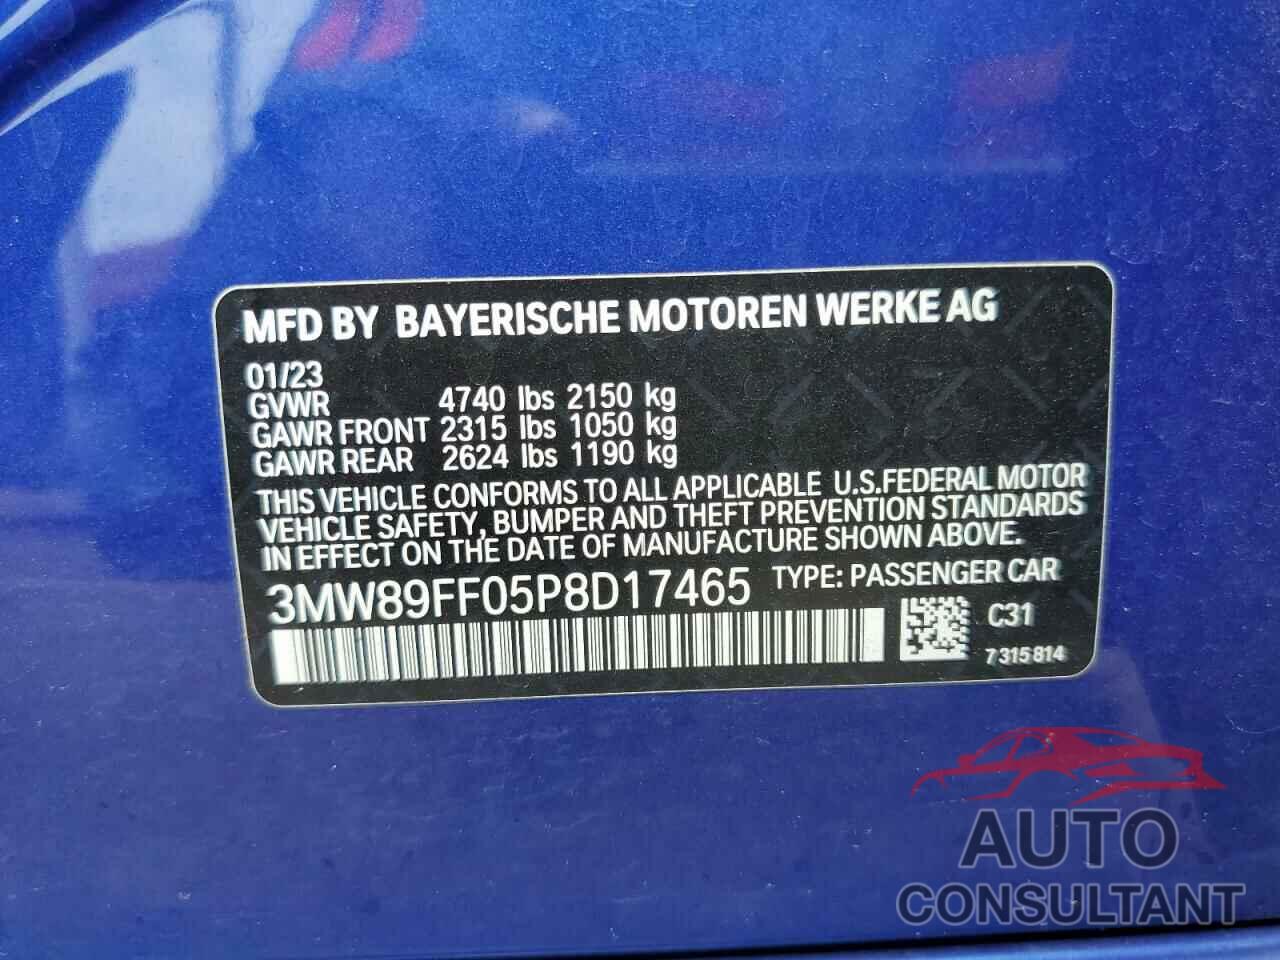 MFD BY BAYERISCHE MOTOREN WERKE AG
01/23
GVWR 4740 lbs 2150 kg
GAWR FRONT 2315 lbs 1050 kg
GAWR REAR 2624 lbs 1190 kg
THIS VEHICLE CONFORMS TO ALL APPLICABLE U.S.FEDERAL MOTOR
VEHICLE SAFETY, BUMPER AND THEFT PREVENTION STANDARDS
IN EFFECT ON THE DATE OF MANUFACTURE SHOWN ABOVE.
3MW89FF05P8D17465 TYPE: PASSENGER CAR
C31
7 315 814
AUTO
CONSULTANT